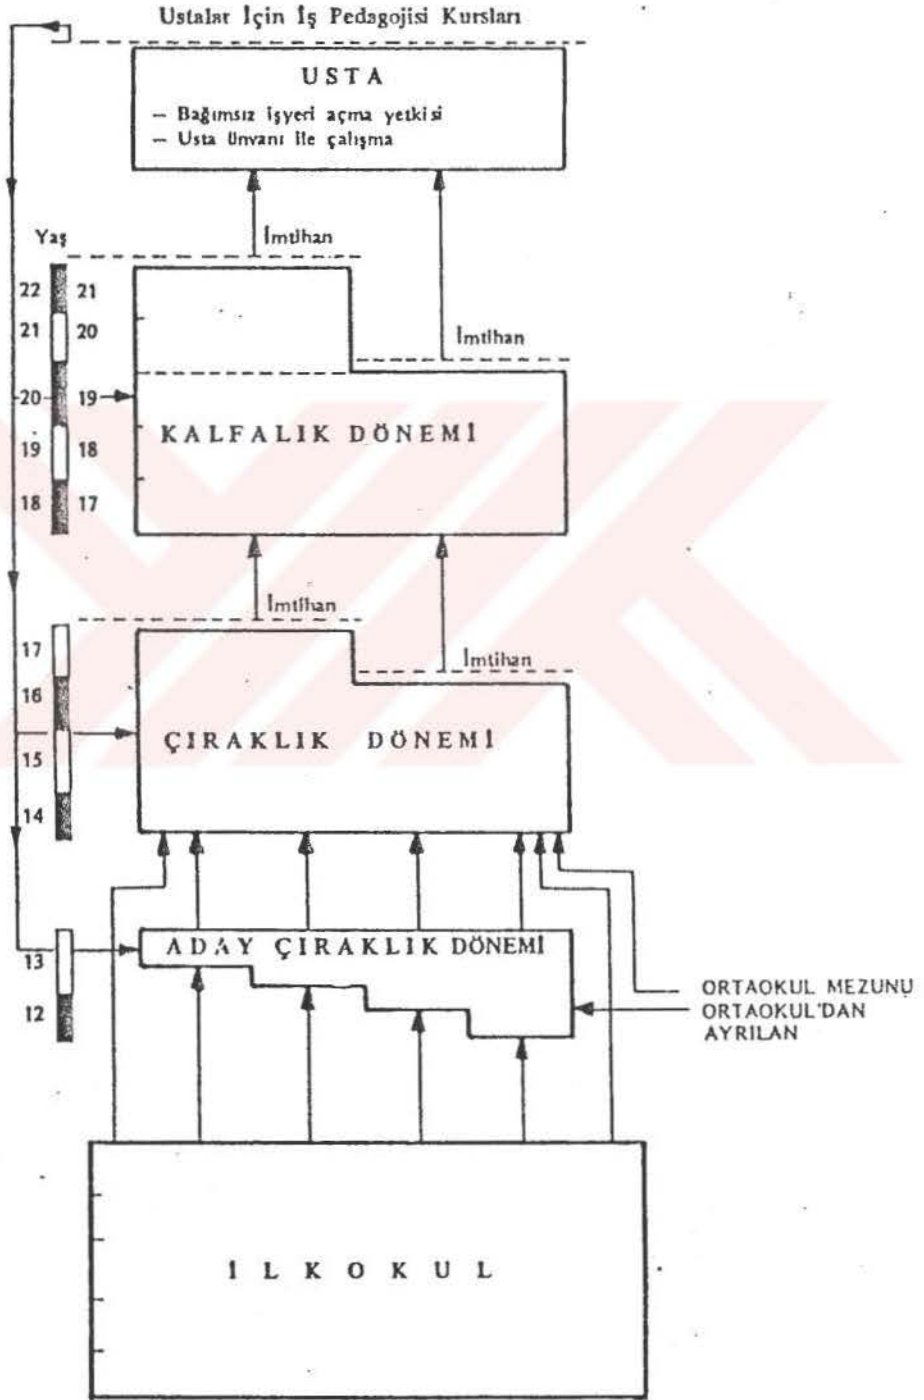 Ustalar İçin İş Pedagojisi Kursları
USTA
— Bağımsız işyeri açma yetkisi
— Usta ünvanı ile çalışma
Yaş
İmtihan
22 21
21 20
İmtihan
20 19
KALFALIK DÖNEMİ
19 18
18 17
İmtihan
17
İmtihan
16
ÇIRAKLIK DÖNEMİ
15
14
ADAY ÇIRAKLIK DÖNEMİ
13
12
ORTAOKUL MEZUNU
ORTAOKUL'DAN
AYRILAN
İLKOKUL